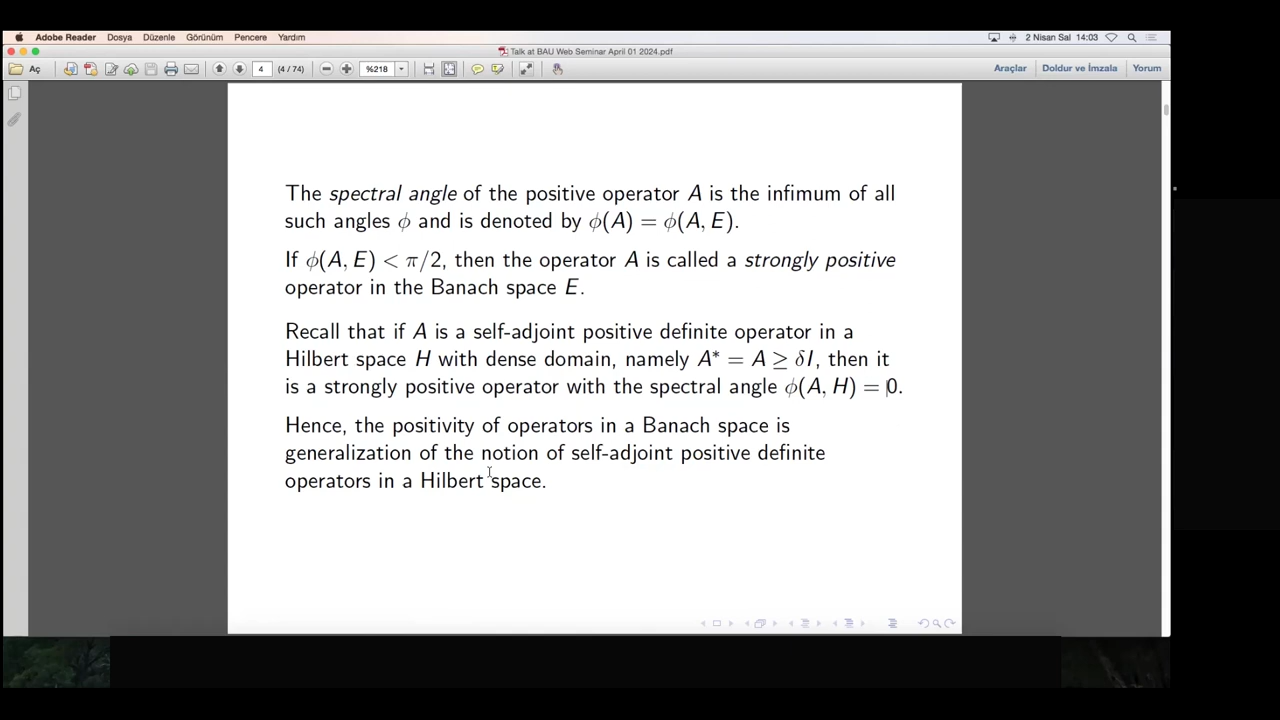 Adobe Reader Dosya Düzenle Görünüm Pencere Yardım 2 Nisan Sal 14:03
Talk at BAU Web Seminar April 01 2024.pdf
Aç 4 (4 / 74) %218 Araçlar Doldur ve İmzala Yorum
The spectral angle of the positive operator A is the infimum of all
such angles ϕ and is denoted by ϕ(A) = ϕ(A, E).
If ϕ(A, E) < π/2, then the operator A is called a strongly positive
operator in the Banach space E.
Recall that if A is a self-adjoint positive definite operator in a
Hilbert space H with dense domain, namely A* = A ≥ δI, then it
is a strongly positive operator with the spectral angle ϕ(A, H) = 0.
Hence, the positivity of operators in a Banach space is
generalization of the notion of self-adjoint positive definite
operators in a Hilbert space.